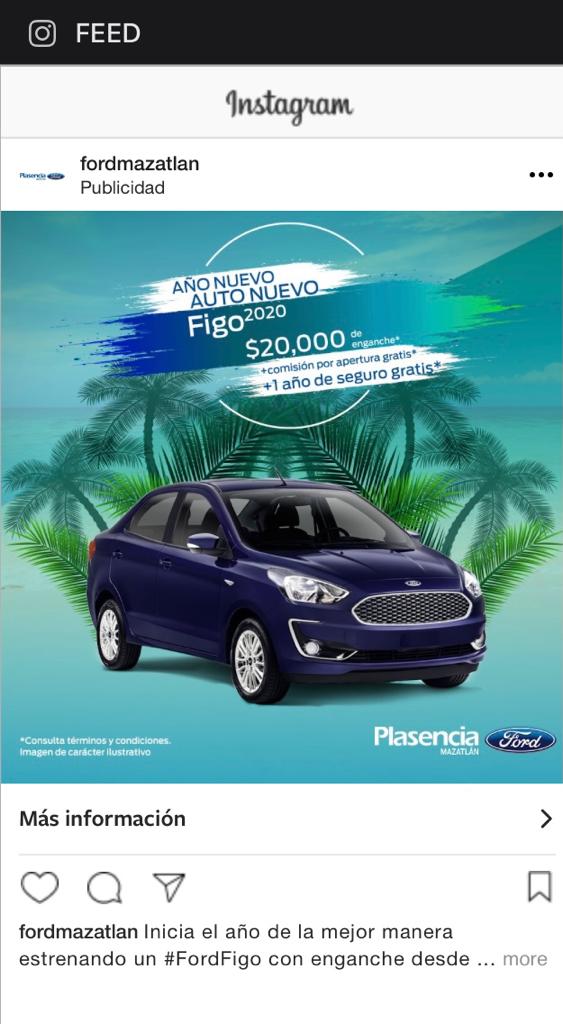 FEED
Instagram
fordmazatlan
Plasencia Ford
Publicidad
AÑO NUEVO
AUTO NUEVO
Figo2020
$20,000 de
enganche*
+comisión por apertura gratis*
+1 año de seguro gratis*
*Consulta términos y condiciones.
Imagen de carácter ilustrativo
Plasencia Ford
MAZATLÁN
Más información
fordmazatlan Inicia el año de la mejor manera
estrenando un #FordFigo con enganche desde ... more